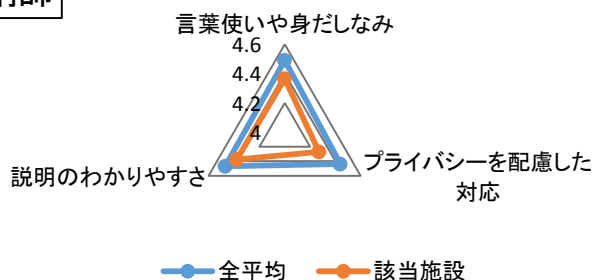 言葉使いや身だしなみ
4.6
4.4
4.2
4
説明のわかりやすさ
プライバシーを配慮した
対応
全平均
該当施設